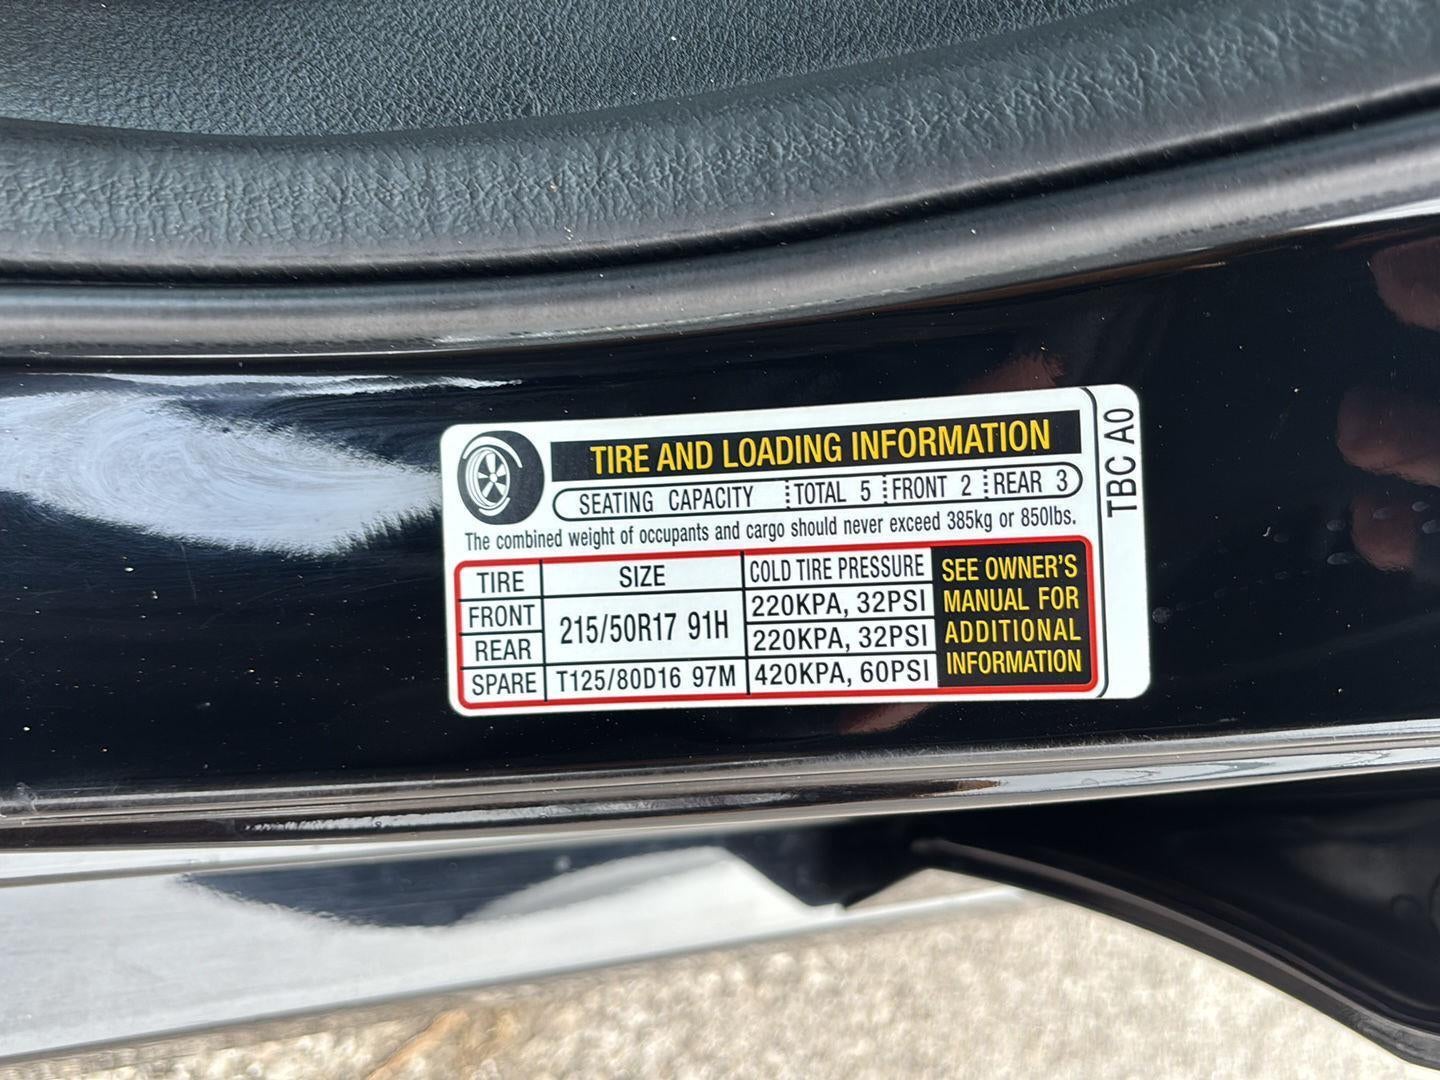 TIRE AND LOADING INFORMATION
SEATING CAPACITY TOTAL 5 FRONT 2 REAR 3
The combined weight of occupants and cargo should never exceed 385kg or 850lbs.
TIRE SIZE COLD TIRE PRESSURE
FRONT 215/50R17 91H 220KPA, 32PSI
REAR 220KPA, 32PSI
SPARE T125/80D16 97M 420KPA, 60PSI
SEE OWNER'S
MANUAL FOR
ADDITIONAL
INFORMATION
TBC A0